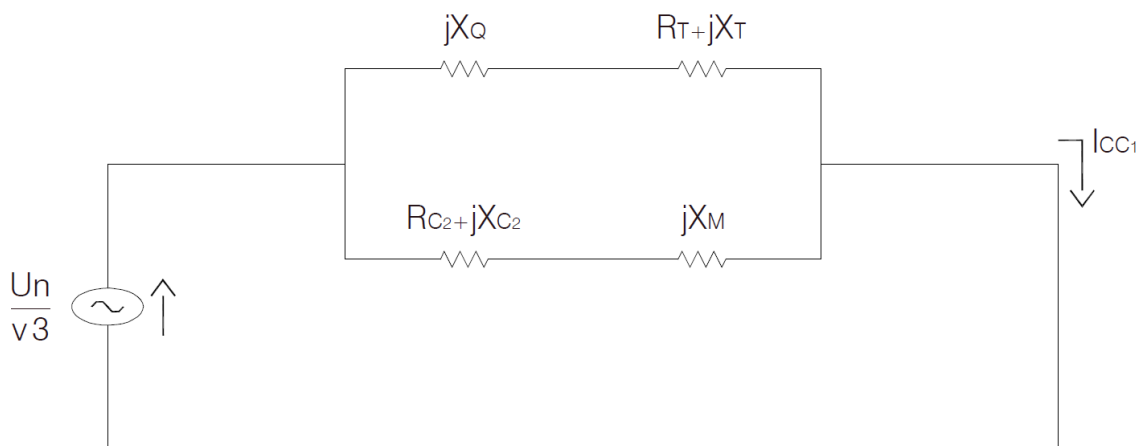 jXQ
RT+jXT
ICC1
RC2+jXC2
jXM
Un
v3